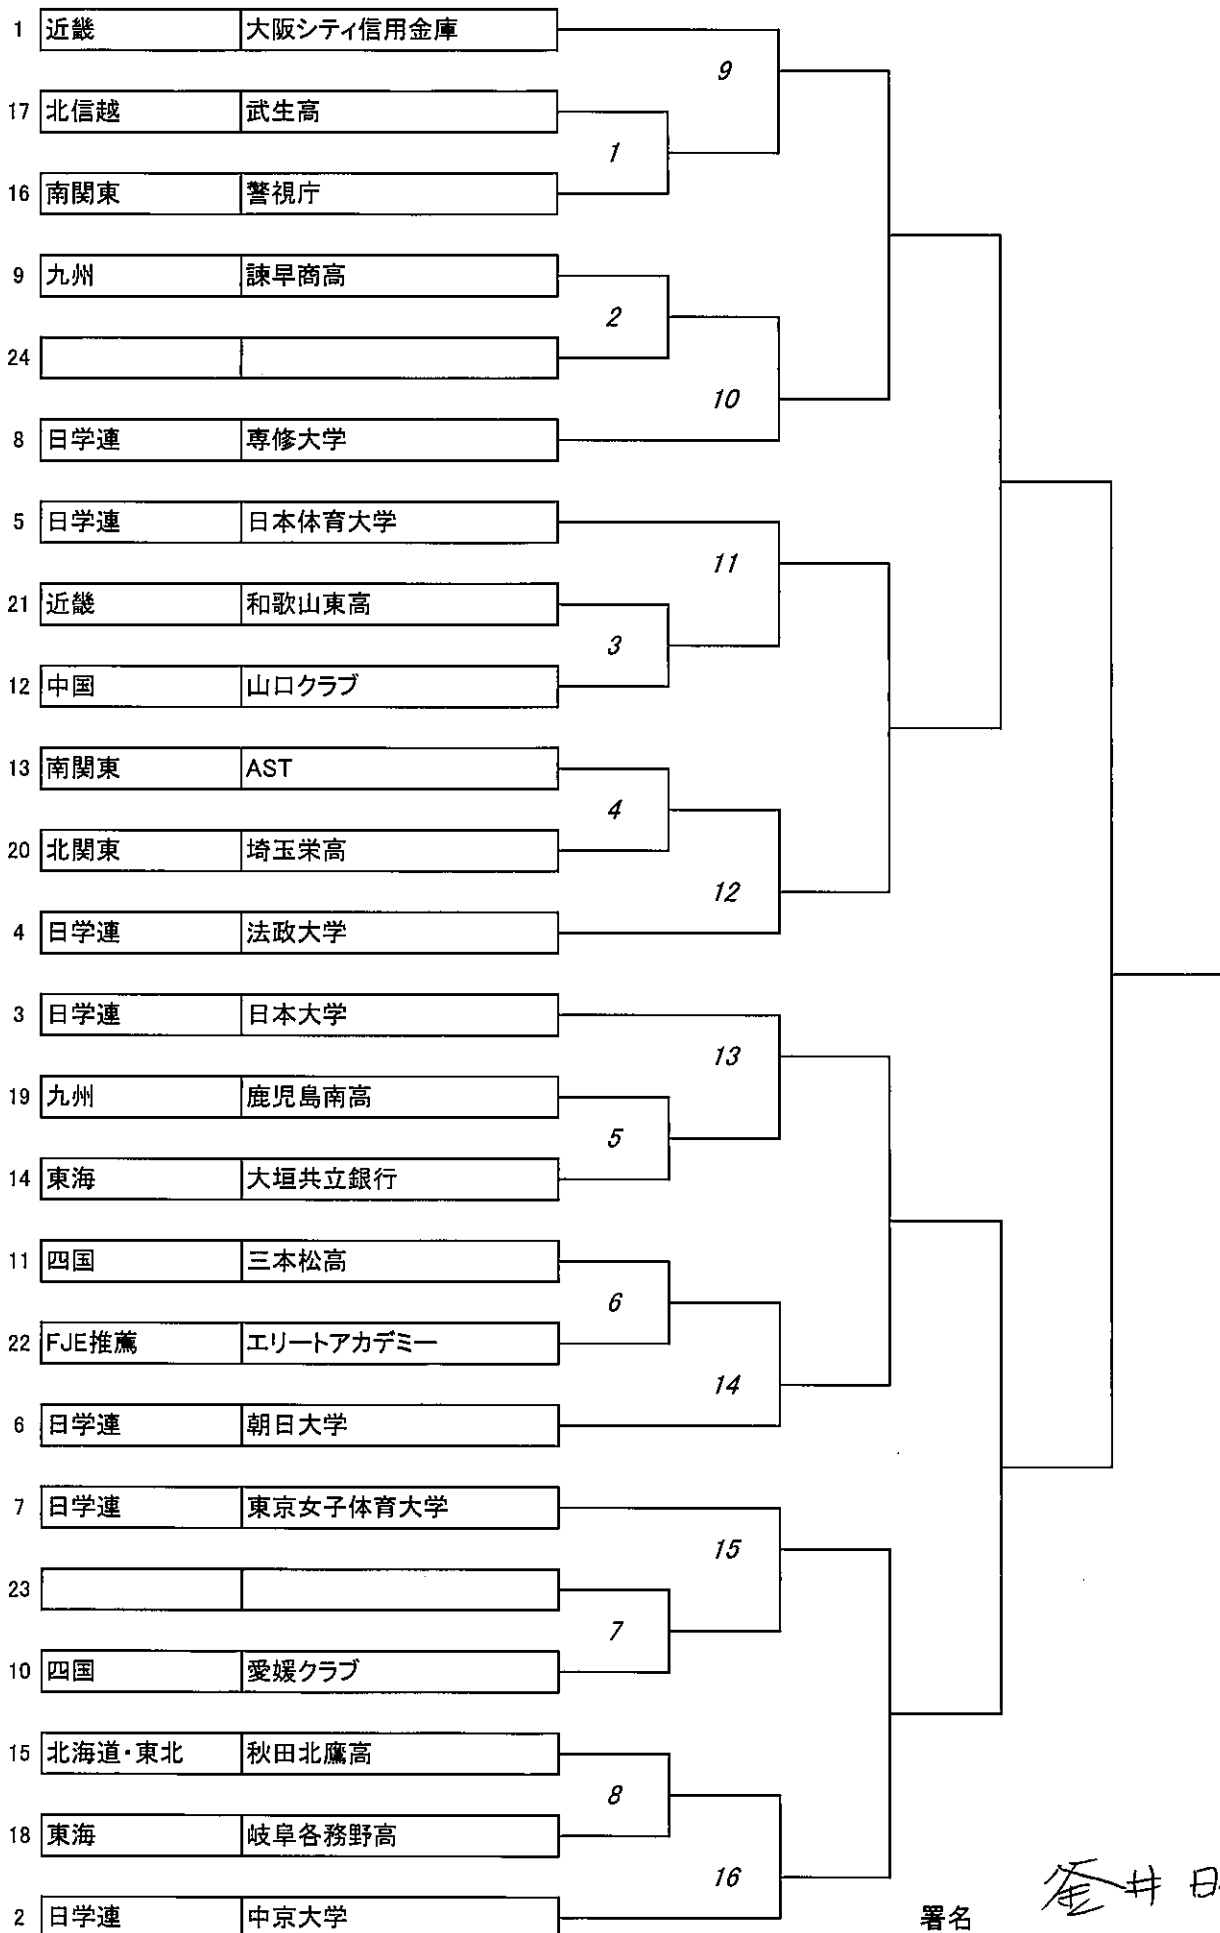 1 近畿 大阪シティ信用金庫
9
17 北信越 武生高
1
16 南関東 警視庁
9 九州 諫早商高
2
24
10
8 日学連 専修大学
5 日学連 日本体育大学
11
21 近畿 和歌山東高
3
12 中国 山口クラブ
13 南関東 AST
4
20 北関東 埼玉栄高
12
4 日学連 法政大学
3 日学連 日本大学
13
19 九州 鹿児島南高
5
14 東海 大垣共立銀行
11 四国 三本松高
6
22 FJE推薦 エリートアカデミー
14
6 日学連 朝日大学
7 日学連 東京女子体育大学
15
23
7
10 四国 愛媛クラブ
15 北海道・東北 秋田北鷹高
8
18 東海 岐阜各務野高
16
2 日学連 中京大学
署名 釜井